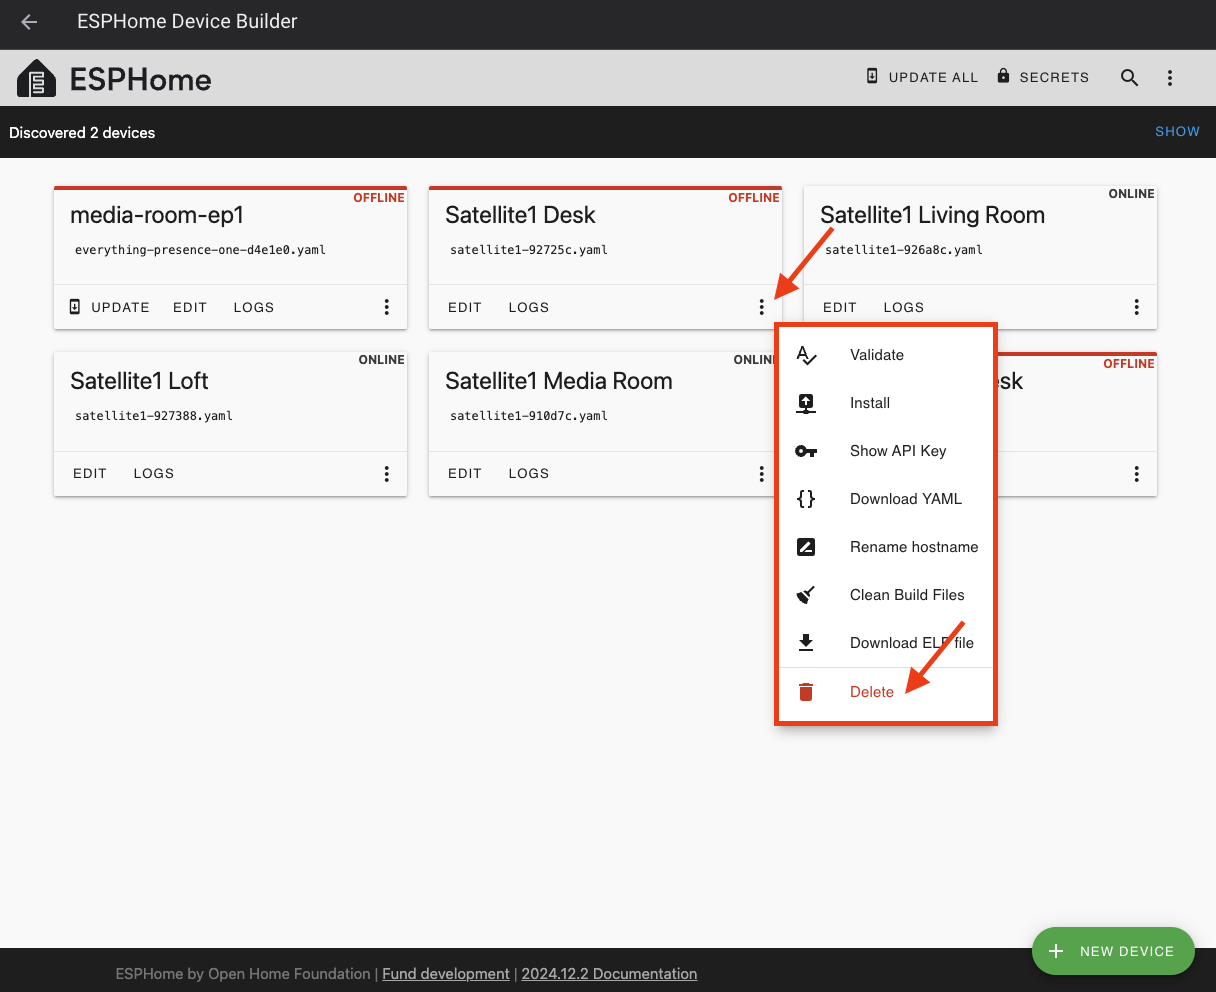 ESPHome Device Builder
ESPHome
UPDATE ALL
SECRETS
Discovered 2 devices
SHOW
OFFLINE
media-room-ep1
everything-presence-one-d4e1e0.yaml
UPDATE
EDIT
LOGS
OFFLINE
Satellite1 Desk
satellite1-92725c.yaml
EDIT
LOGS
ONLINE
Satellite1 Living Room
satellite1-926a8c.yaml
EDIT
LOGS
ONLINE
Satellite1 Loft
satellite1-927388.yaml
EDIT
LOGS
Satellite1 Media Room
satellite1-910d7c.yaml
EDIT
LOGS
OFFLINE
Validate
Install
Show API Key
Download YAML
Rename hostname
Clean Build Files
Download ELF file
Delete
NEW DEVICE
ESPHome by Open Home Foundation | Fund development | 2024.12.2 Documentation